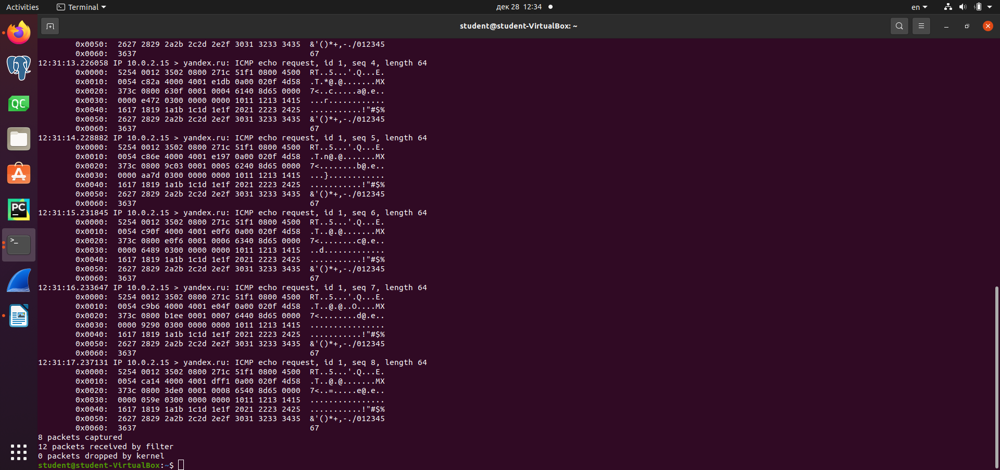 Activities
Terminal
дек 28 12:34
en
student@student-VirtualBox: ~
0x0050: 2627 2829 2a2b 2c2d 2e2f 3031 3233 3435 &'()*+,-./012345
0x0060: 3637 67
12:31:13.226058 IP 10.0.2.15 > yandex.ru: ICMP echo request, id 1, seq 4, length 64
0x0000: 5254 0012 3502 0800 271c 51f1 0800 4500 RT..5...'.Q...E.
0x0010: 0054 c82a 4000 4001 e1db 0a00 020f 4d58 .T.*@.@.......MX
0x0020: 373c 0800 630f 0001 0004 6140 8d65 0000 7<..c.....a@.e..
0x0030: 0000 e472 0300 0000 0000 1011 1213 1415 ...r............
0x0040: 1617 1819 1a1b 1c1d 1e1f 2021 2223 2425 ...........!"#$%
0x0050: 2627 2829 2a2b 2c2d 2e2f 3031 3233 3435 &'()*+,-./012345
0x0060: 3637 67
12:31:14.228882 IP 10.0.2.15 > yandex.ru: ICMP echo request, id 1, seq 5, length 64
0x0000: 5254 0012 3502 0800 271c 51f1 0800 4500 RT..5...'.Q...E.
0x0010: 0054 c86e 4000 4001 e197 0a00 020f 4d58 .T.n@.@.......MX
0x0020: 373c 0800 9c03 0001 0005 6240 8d65 0000 7<........b@.e..
0x0030: 0000 aa7d 0300 0000 0000 1011 1213 1415 ...}............
0x0040: 1617 1819 1a1b 1c1d 1e1f 2021 2223 2425 ...........!"#$%
0x0050: 2627 2829 2a2b 2c2d 2e2f 3031 3233 3435 &'()*+,-./012345
0x0060: 3637 67
12:31:15.231845 IP 10.0.2.15 > yandex.ru: ICMP echo request, id 1, seq 6, length 64
0x0000: 5254 0012 3502 0800 271c 51f1 0800 4500 RT..5...'.Q...E.
0x0010: 0054 c90f 4000 4001 e0f6 0a00 020f 4d58 .T..@.@.......MX
0x0020: 373c 0800 e0f6 0001 0006 6340 8d65 0000 7<........c@.e..
0x0030: 0000 6489 0300 0000 0000 1011 1213 1415 ..d.............
0x0040: 1617 1819 1a1b 1c1d 1e1f 2021 2223 2425 ...........!"#$%
0x0050: 2627 2829 2a2b 2c2d 2e2f 3031 3233 3435 &'()*+,-./012345
0x0060: 3637 67
12:31:16.233647 IP 10.0.2.15 > yandex.ru: ICMP echo request, id 1, seq 7, length 64
0x0000: 5254 0012 3502 0800 271c 51f1 0800 4500 RT..5...'.Q...E.
0x0010: 0054 c9b6 4000 4001 e04f 0a00 020f 4d58 .T..@.@..O....MX
0x0020: 373c 0800 b1ee 0001 0007 6440 8d65 0000 7<........d@.e..
0x0030: 0000 9290 0300 0000 0000 1011 1213 1415 ................
0x0040: 1617 1819 1a1b 1c1d 1e1f 2021 2223 2425 ...........!"#$%
0x0050: 2627 2829 2a2b 2c2d 2e2f 3031 3233 3435 &'()*+,-./012345
0x0060: 3637 67
12:31:17.237131 IP 10.0.2.15 > yandex.ru: ICMP echo request, id 1, seq 8, length 64
0x0000: 5254 0012 3502 0800 271c 51f1 0800 4500 RT..5...'.Q...E.
0x0010: 0054 ca14 4000 4001 dff1 0a00 020f 4d58 .T..@.@.......MX
0x0020: 373c 0800 3de0 0001 0008 6540 8d65 0000 7<..=.....e@.e..
0x0030: 0000 059e 0300 0000 0000 1011 1213 1415 ................
0x0040: 1617 1819 1a1b 1c1d 1e1f 2021 2223 2425 ...........!"#$%
0x0050: 2627 2829 2a2b 2c2d 2e2f 3031 3233 3435 &'()*+,-./012345
0x0060: 3637 67
8 packets captured
12 packets received by filter
0 packets dropped by kernel
student@student-VirtualBox:~$
QC
PC
>_